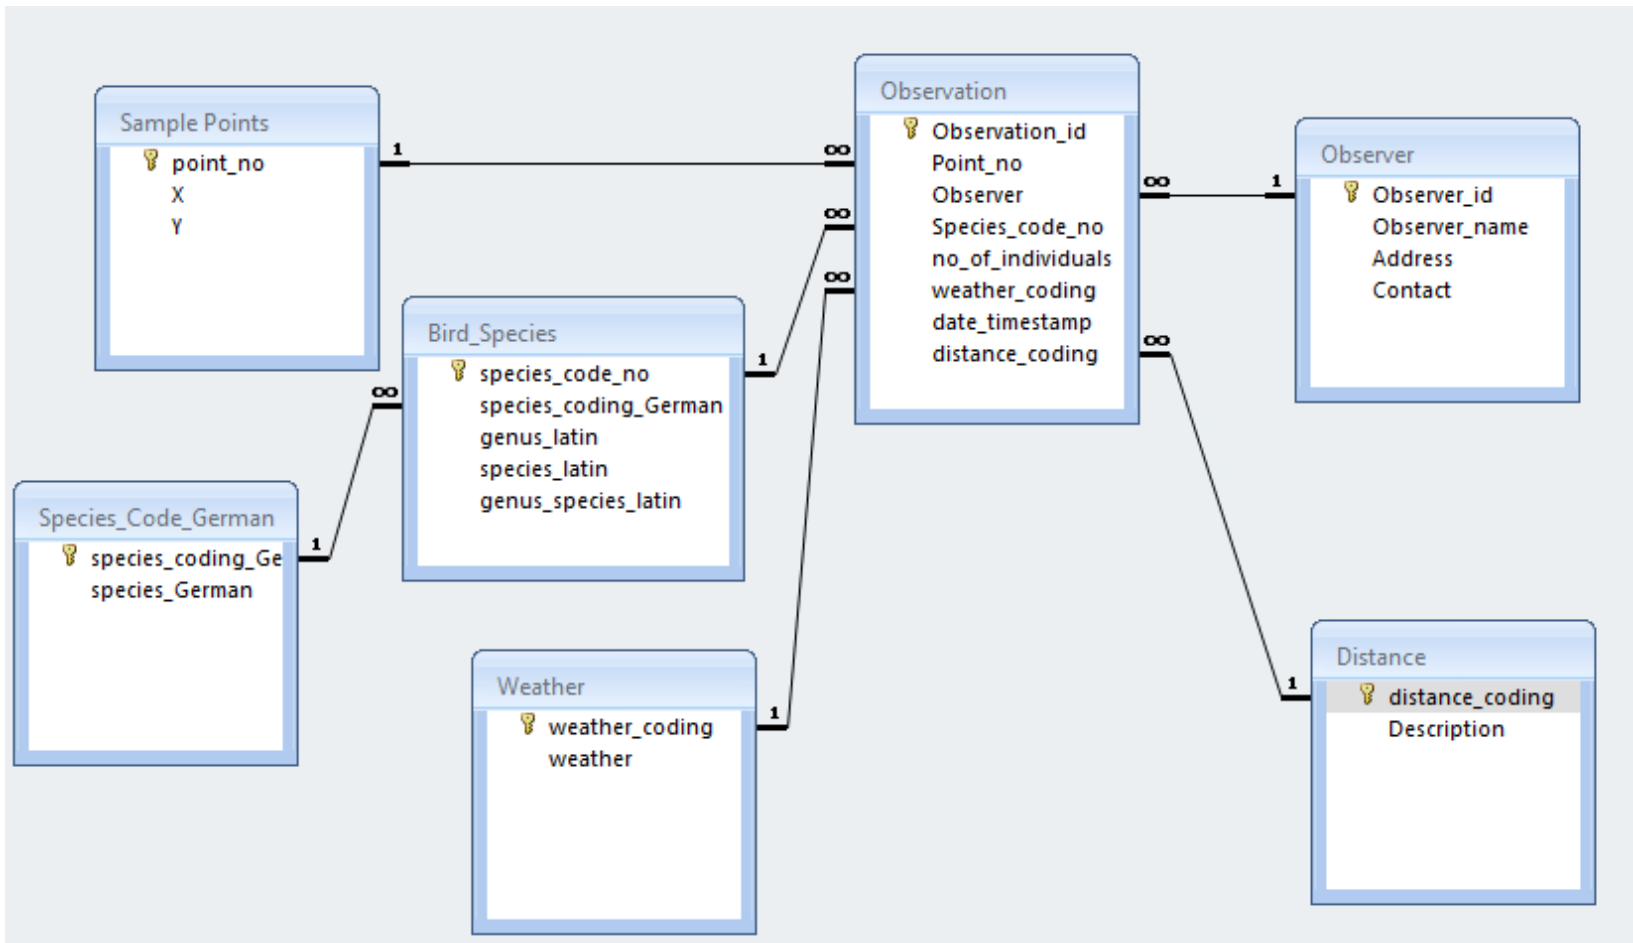 Sample Points
point_no
X
Y
1
∞
Observation
Observation_id
Point_no
Observer
Species_code_no
no_of_individuals
weather_coding
date_timestamp
distance_coding
∞
∞
∞
1
∞
Observer
Observer_id
Observer_name
Address
Contact
Bird_Species
species_code_no
species_coding_German
genus_latin
species_latin
genus_species_latin
1
∞
Species_Code_German
species_coding_Ge
species_German
1
Weather
weather_coding
weather
1
Distance
distance_coding
Description
1